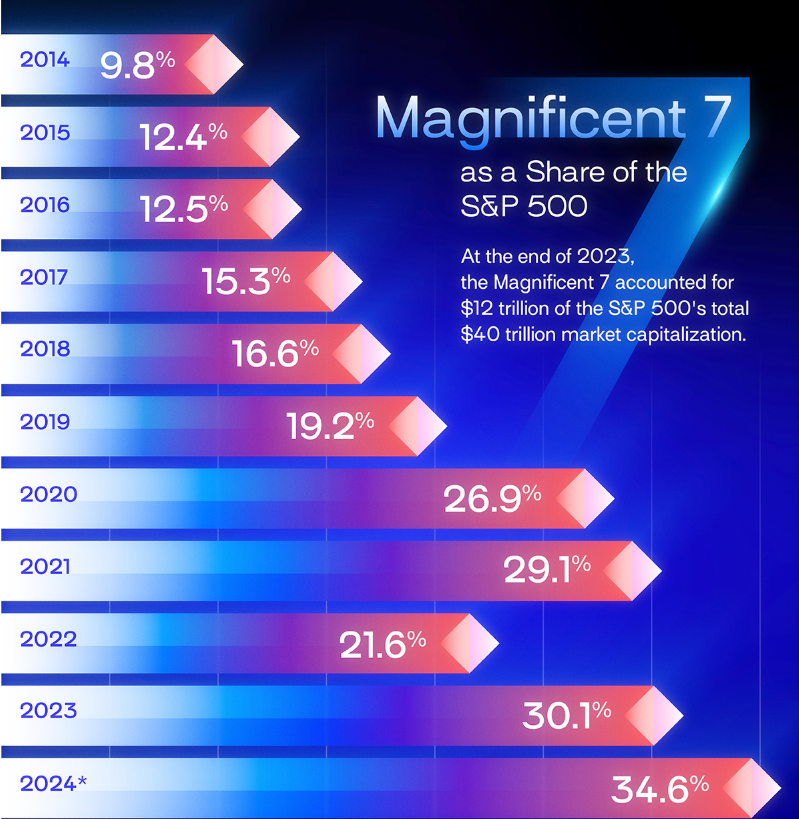 2014 9.8%
Magnificent 7
2015 12.4%
as a Share of the
S&P 500
2016 12.5%
At the end of 2023,
the Magnificent 7 accounted for
$12 trillion of the S&P 500's total
$40 trillion market capitalization.
2017 15.3%
2018 16.6%
2019 19.2%
2020 26.9%
2021 29.1%
2022 21.6%
2023 30.1%
2024* 34.6%